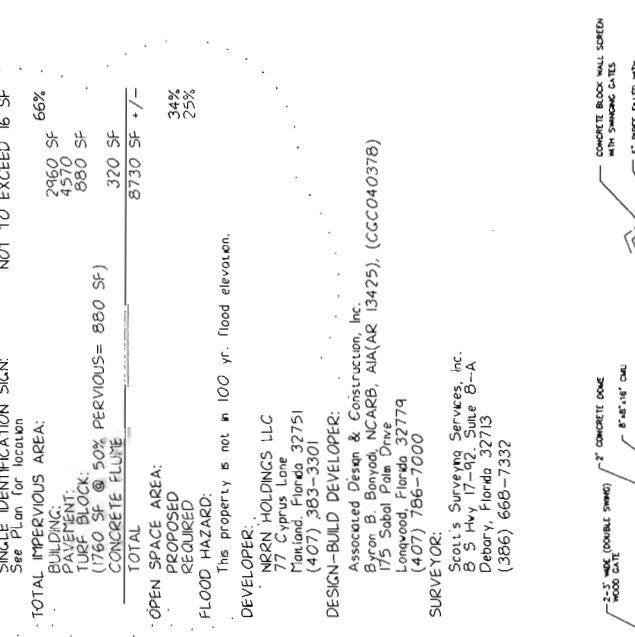 SINGLE IDENTIFICATION SIGN: NOT TO EXCEED 16 SF
See Plan for location
TOTAL IMPERVIOUS AREA: 66%
BUILDING: 2960 SF
PAVEMENT: 4570
TURF BLOCK: 880 SF
(1760 SF @ 50% PERVIOUS= 880 SF)
CONCRETE FLUME 320 SF
TOTAL 8730 SF +/-
OPEN SPACE AREA:
PROPOSED 34%
REQUIRED 25%
FLOOD HAZARD:
This property is not in 100 yr. flood elevation.
DEVELOPER:
NRRN HOLDINGS LLC
77 Cyprus Lane
Maitland, Florida 32751
(407) 383-3301
DESIGN-BUILD DEVELOPER:
Associated Design & Construction, Inc.
Byron B. Bonyadi, NCARB, AIA(AR 13425), (CGC040378)
175 Sabal Palm Drive
Longwood, Florida 32779
(407) 786-7000
SURVEYOR:
Scott's Surveying Services, Inc.
8 S Hwy 17-92, Suite 8-A
Debary, Florida 32713
(386) 668-7332
2-3' WIDE (DOUBLE SWING)
WOOD GATE
2" CONCRETE DOME
8"x8"x16" CMU
CONCRETE BLOCK WALL SCREEN
WITH SWINGING GATES